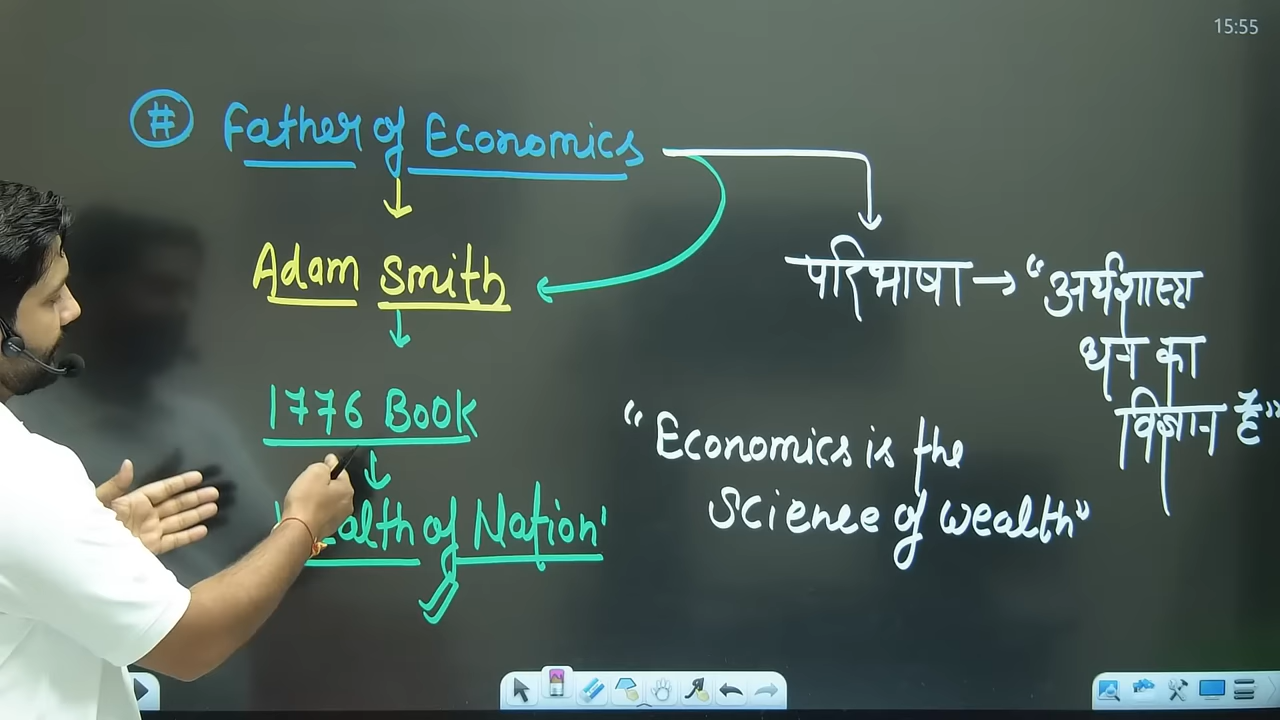 15:55
# Father of Economics
Adam Smith
परिभाषा → “अर्थशास्त्र
धन का
विज्ञान है”
1776 Book
“Economics is the
Science of wealth”
of Nation'